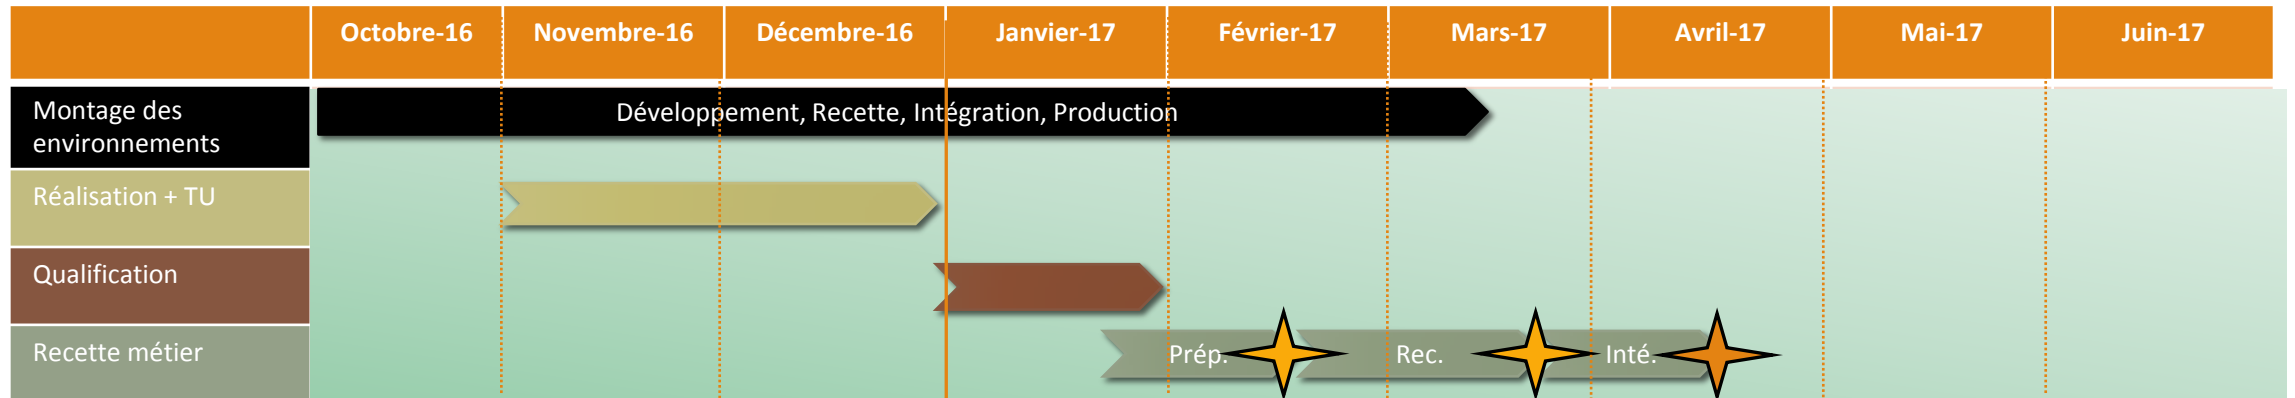 Octobre-16 Novembre-16 Décembre-16 Janvier-17 Février-17 Mars-17 Avril-17 Mai-17 Juin-17
Montage des
environnements
Développement, Recette, Intégration, Production
Réalisation + TU
Qualification
Recette métier
Prép. Rec. Inté.